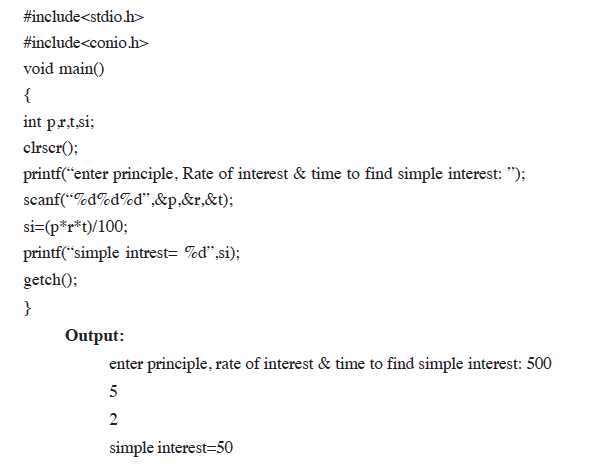 #include<stdio.h>
#include<conio.h>
void main()
{
int p,r,t,si;
clrscr();
printf(“enter principle, Rate of interest & time to find simple interest: ”);
scanf(“%d%d%d”,&p,&r,&t);
si=(p*r*t)/100;
printf(“simple intrest= %d”,si);
getch();
}
Output:
enter principle, rate of interest & time to find simple interest: 500
5
2
simple interest=50